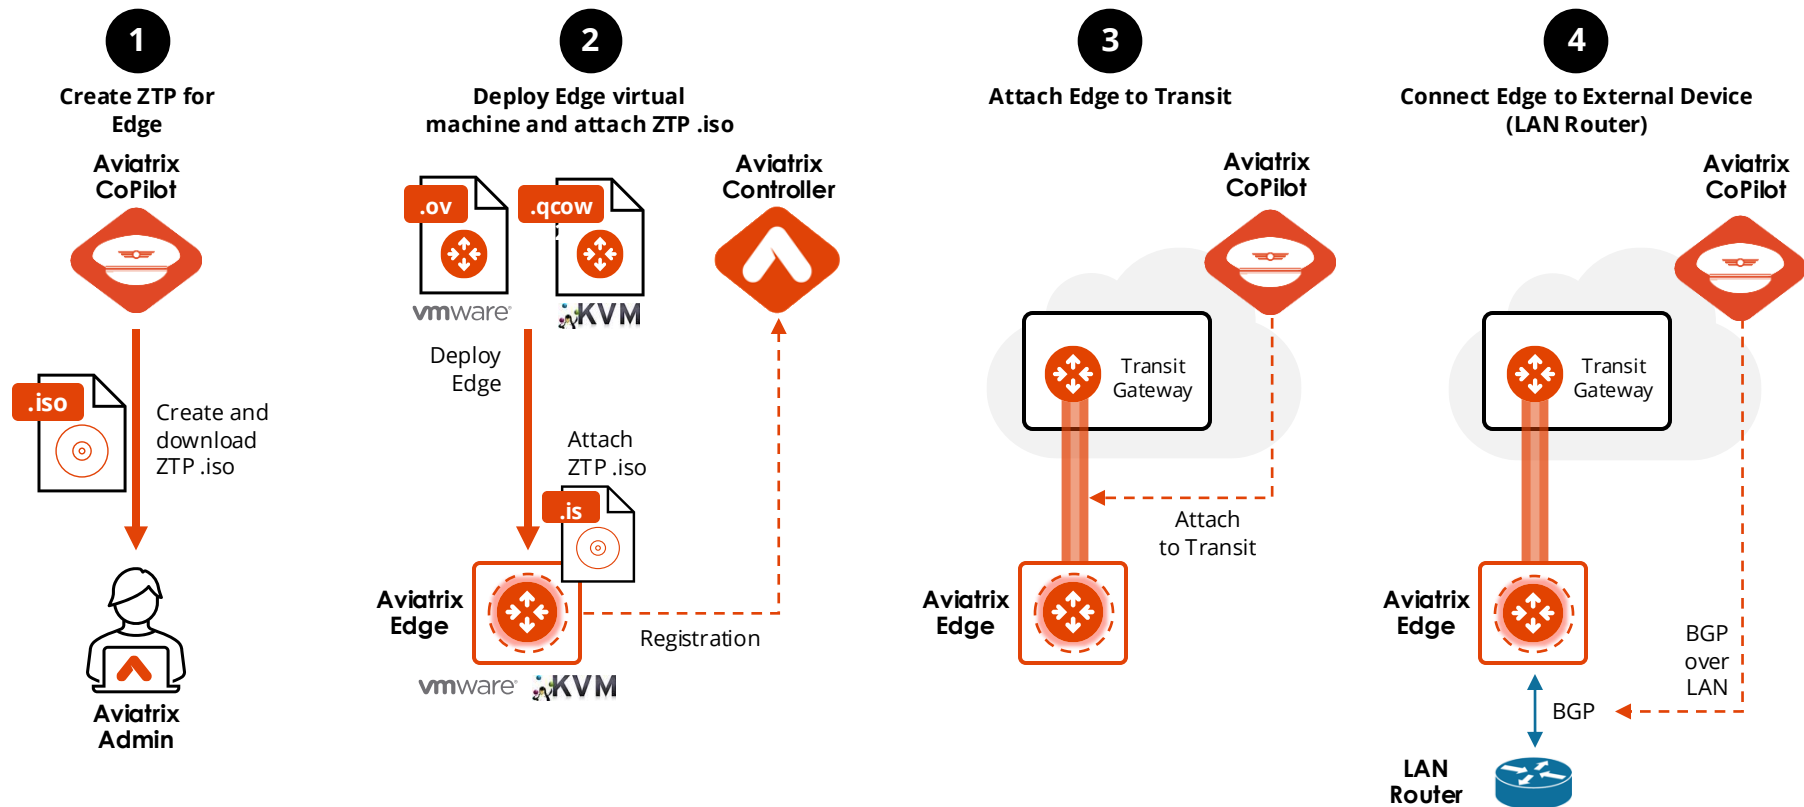 1
Create ZTP for
Edge
Aviatrix
CoPilot
.iso
Create and
download
ZTP .iso
Aviatrix
Admin
2
Deploy Edge virtual
machine and attach ZTP .iso
.ov
.qcow
vmware
KVM
Aviatrix
Controller
Deploy
Edge
Attach
ZTP .iso
.is
Aviatrix
Edge
Registration
vmware
KVM
3
Attach Edge to Transit
Aviatrix
CoPilot
Transit
Gateway
Attach
to Transit
Aviatrix
Edge
4
Connect Edge to External Device
(LAN Router)
Aviatrix
CoPilot
Transit
Gateway
Aviatrix
Edge
BGP
over
LAN
BGP
LAN
Router